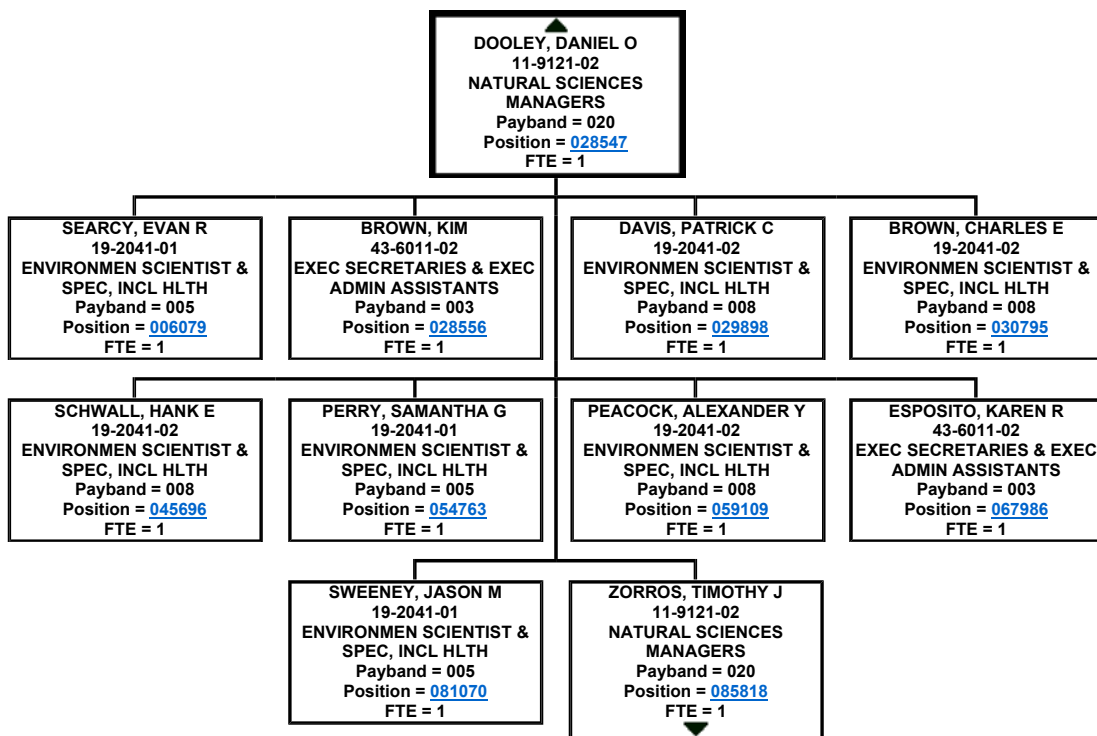 DOOLEY, DANIEL O
11-9121-02
NATURAL SCIENCES
MANAGERS
Payband = 020
Position = 028547
FTE = 1
SEARCY, EVAN R
19-2041-01
ENVIRONMEN SCIENTIST &
SPEC, INCL HLTH
Payband = 005
Position = 006079
FTE = 1
BROWN, KIM
43-6011-02
EXEC SECRETARIES & EXEC
ADMIN ASSISTANTS
Payband = 003
Position = 028556
FTE = 1
DAVIS, PATRICK C
19-2041-02
ENVIRONMEN SCIENTIST &
SPEC, INCL HLTH
Payband = 008
Position = 029898
FTE = 1
BROWN, CHARLES E
19-2041-02
ENVIRONMEN SCIENTIST &
SPEC, INCL HLTH
Payband = 008
Position = 030795
FTE = 1
SCHWALL, HANK E
19-2041-02
ENVIRONMEN SCIENTIST &
SPEC, INCL HLTH
Payband = 008
Position = 045696
FTE = 1
PERRY, SAMANTHA G
19-2041-01
ENVIRONMEN SCIENTIST &
SPEC, INCL HLTH
Payband = 005
Position = 054763
FTE = 1
PEACOCK, ALEXANDER Y
19-2041-02
ENVIRONMEN SCIENTIST &
SPEC, INCL HLTH
Payband = 008
Position = 059109
FTE = 1
ESPOSITO, KAREN R
43-6011-02
EXEC SECRETARIES & EXEC
ADMIN ASSISTANTS
Payband = 003
Position = 067986
FTE = 1
SWEENEY, JASON M
19-2041-01
ENVIRONMEN SCIENTIST &
SPEC, INCL HLTH
Payband = 005
Position = 081070
FTE = 1
ZORROS, TIMOTHY J
11-9121-02
NATURAL SCIENCES
MANAGERS
Payband = 020
Position = 085818
FTE = 1